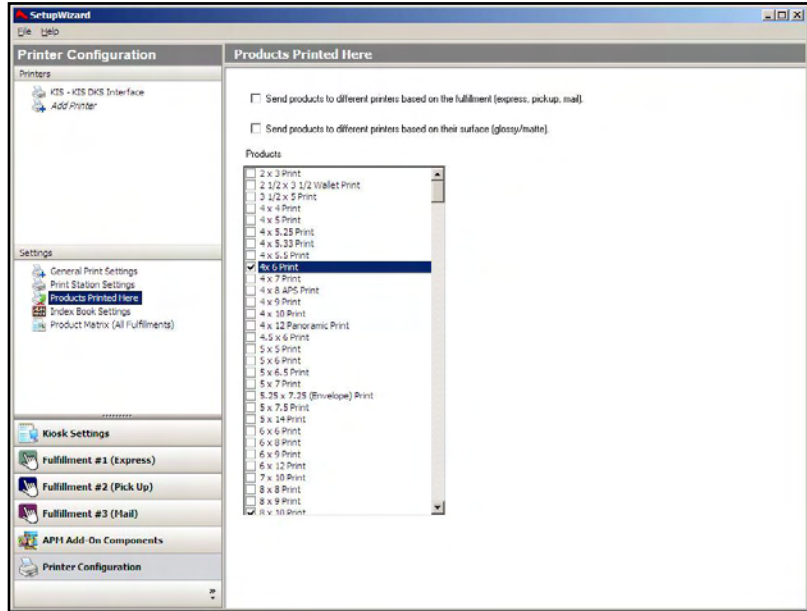 SetupWizard
File Help
Printer Configuration
Printers
KIS - KIS DKS Interface
Add Printer
Settings
General Print Settings
Print Station Settings
Products Printed Here
Index Book Settings
Product Matrix (All Fulfilments)
Kiosk Settings
Fulfillment #1 (Express)
Fulfillment #2 (Pick Up)
Fulfillment #3 (Mail)
APM Add-On Components
Printer Configuration
Products Printed Here
Send products to different printers based on the fulfillment (express, pickup, mail).
Send products to different printers based on their surface (glossy/matte).
Products
2 x 3 Print
2 1/2 x 3 1/2 Wallet Print
3 1/2 x 5 Print
4 x 4 Print
4 x 5 Print
4 x 5.25 Print
4 x 5.33 Print
4 x 5.5 Print
4x 6 Print
4 x 7 Print
4 x 8 APS Print
4 x 9 Print
4 x 10 Print
4 x 12 Panoramic Print
4.5 x 6 Print
5 x 5 Print
5 x 6 Print
5 x 6.5 Print
5 x 7 Print
5.25 x 7.25 (Envelope) Print
5 x 7.5 Print
5 x 14 Print
6 x 6 Print
6 x 8 Print
6 x 9 Print
6 x 12 Print
7 x 10 Print
8 x 8 Print
8 x 9 Print
8 x 10 Print